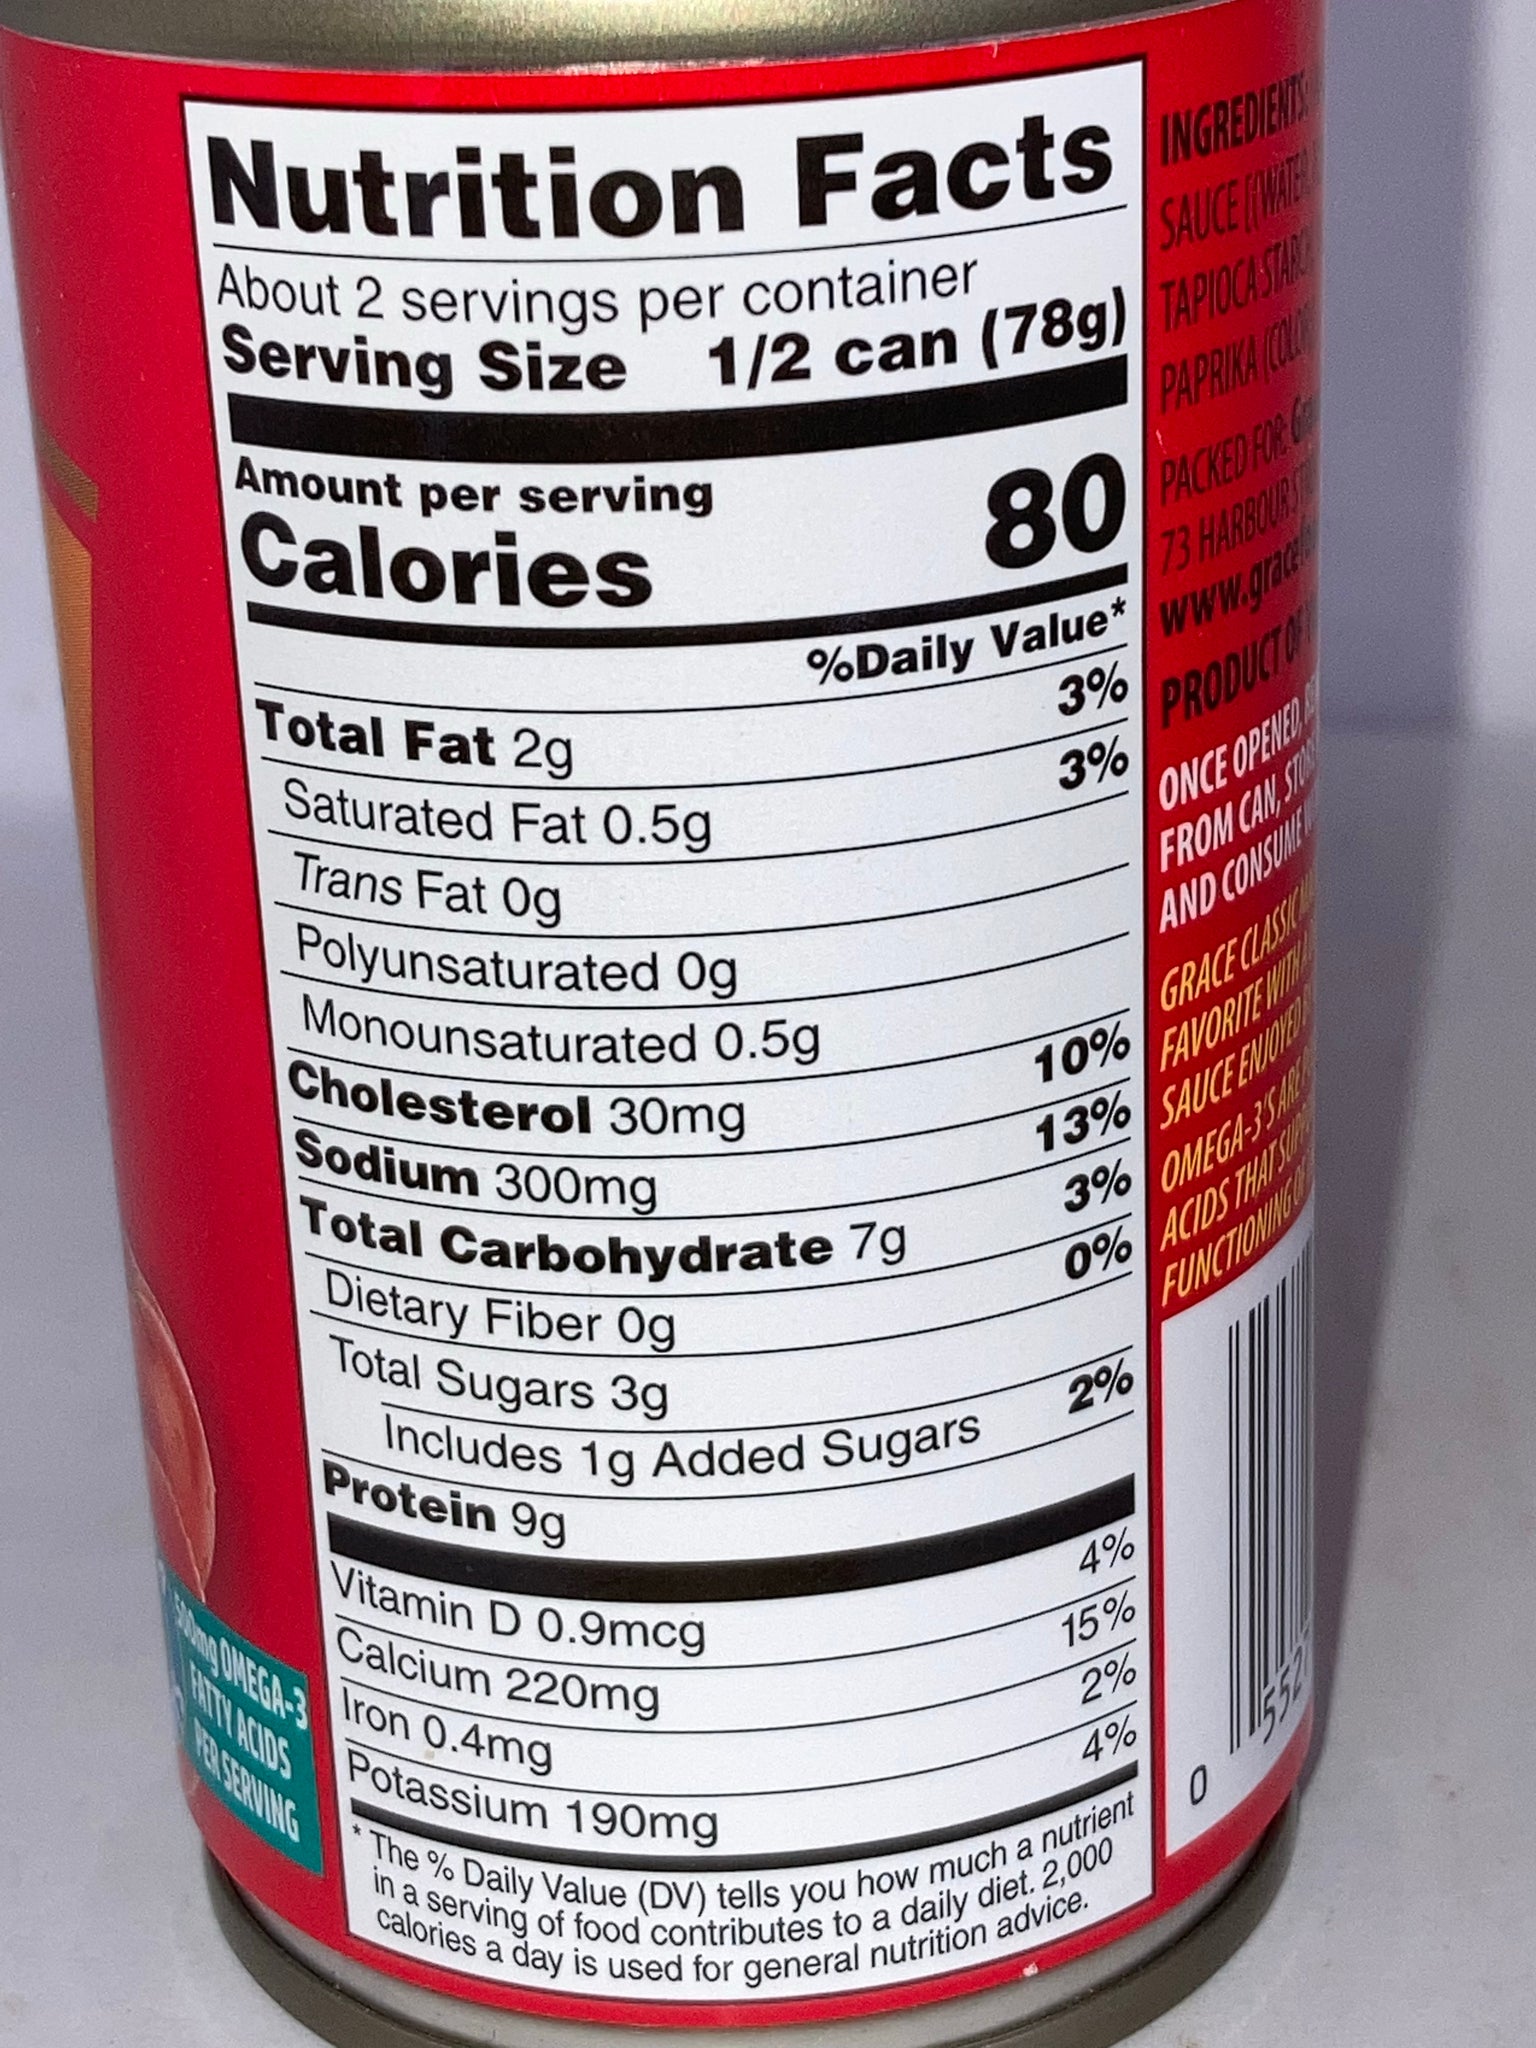 Nutrition Facts
About 2 servings per container
Serving Size 1/2 can (78g)
Amount per serving
Calories 80
%Daily Value*
Total Fat 2g 3%
Saturated Fat 0.5g 3%
Trans Fat 0g
Polyunsaturated 0g
Monounsaturated 0.5g
Cholesterol 30mg 10%
Sodium 300mg 13%
Total Carbohydrate 7g 3%
Dietary Fiber 0g 0%
Total Sugars 3g
Includes 1g Added Sugars 2%
Protein 9g
Vitamin D 0.9mcg 4%
Calcium 220mg 15%
Iron 0.4mg 2%
Potassium 190mg 4%
* The % Daily Value (DV) tells you how much a nutrient
in a serving of food contributes to a daily diet. 2,000
calories a day is used for general nutrition advice.
OMEGA-3
FATTY ACIDS
PER SERVING
INGREDIENTS:
SAUCE
TAPIOCA
PAPRIKA
PACKED FOR:
73 HARBOUR
PRODUCT
ONCE OPENED,
FROM CAN,
AND CONSUME
GRACE CLASSIC
FAVORITE WITH
SAUCE ENJOYED
OMEGA-3'S ARE
ACIDS THAT
FUNCTIONING
0